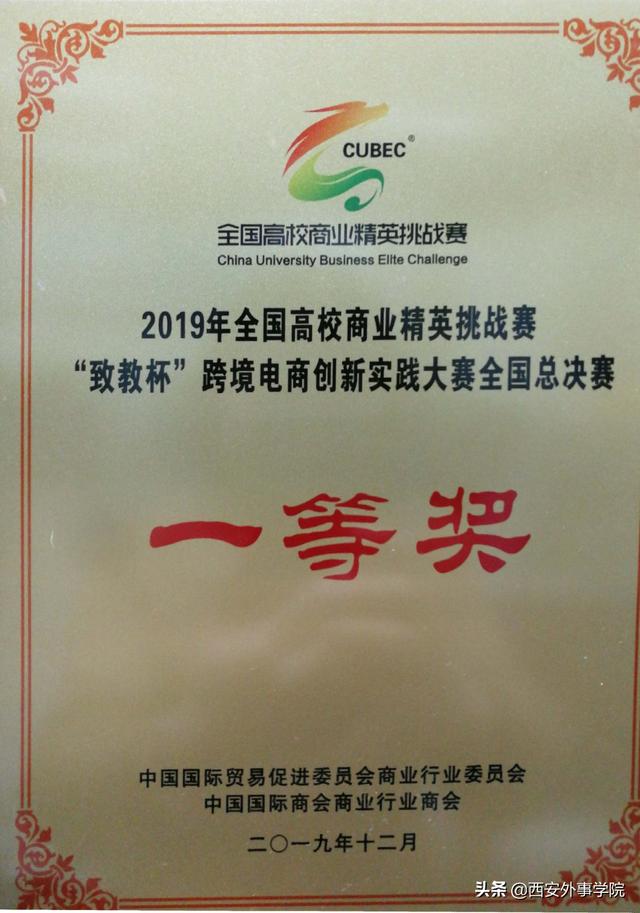 CUBEC®
全国高校商业精英挑战赛
China University Business Elite Challenge
2019年全国高校商业精英挑战赛
“致教杯”跨境电商创新实践大赛全国总决赛
一等奖
中国国际贸易促进委员会商业行业委员会
中国国际商会商业行业商会
二〇一九年十二月
头条 @西安外事学院